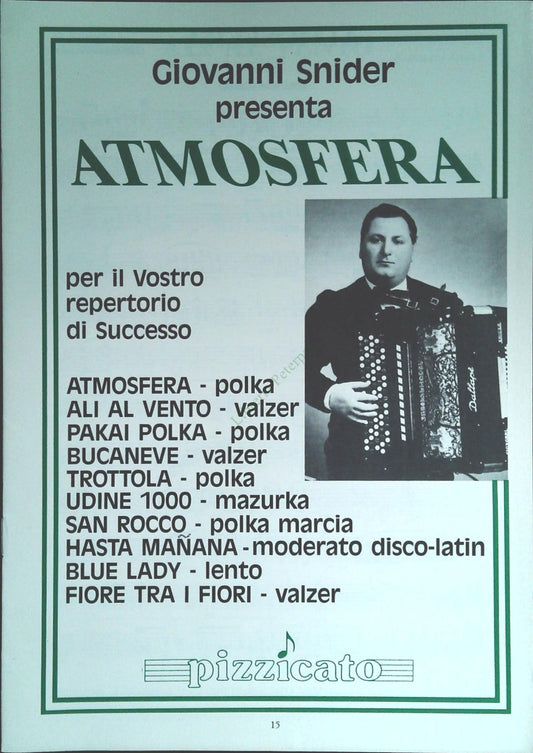 Giovanni Snider
presenta
ATMOSFERA
per il Vostro
repertorio
di Successo
Dallapé
ATMOSFERA - polka
ALI AL VENTO - valzer
PAKAI POLKA - polka
BUCANEVE - valzer
TROTTOLA - polka
UDINE 1000 - mazurka
SAN ROCCO - polka marcia
HASTA MAÑANA - moderato disco-latin
BLUE LADY - lento
FIORE TRA I FIORI - valzer
pizzicato
15